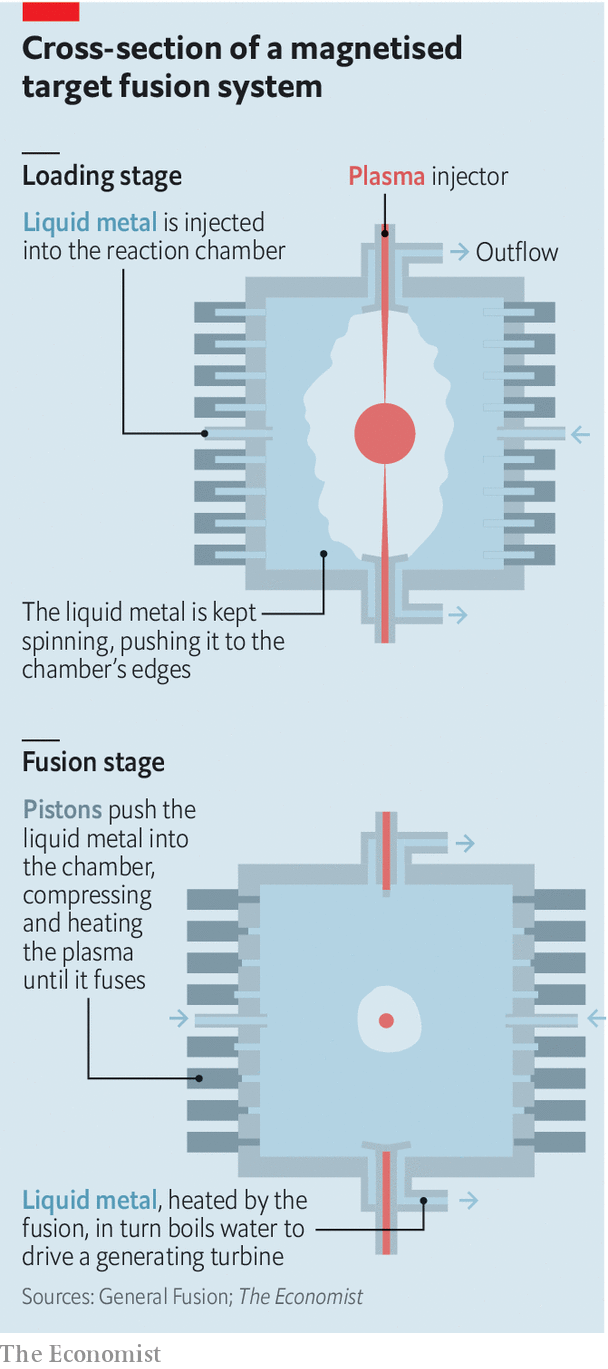 Cross-section of a magnetised
target fusion system
Loading stage
Plasma injector
Liquid metal is injected
into the reaction chamber
Outflow
The liquid metal is kept
spinning, pushing it to the
chamber's edges
Fusion stage
Pistons push the
liquid metal into
the chamber,
compressing
and heating
the plasma
until it fuses
Liquid metal, heated by the
fusion, in turn boils water to
drive a generating turbine
Sources: General Fusion; The Economist
The Economist